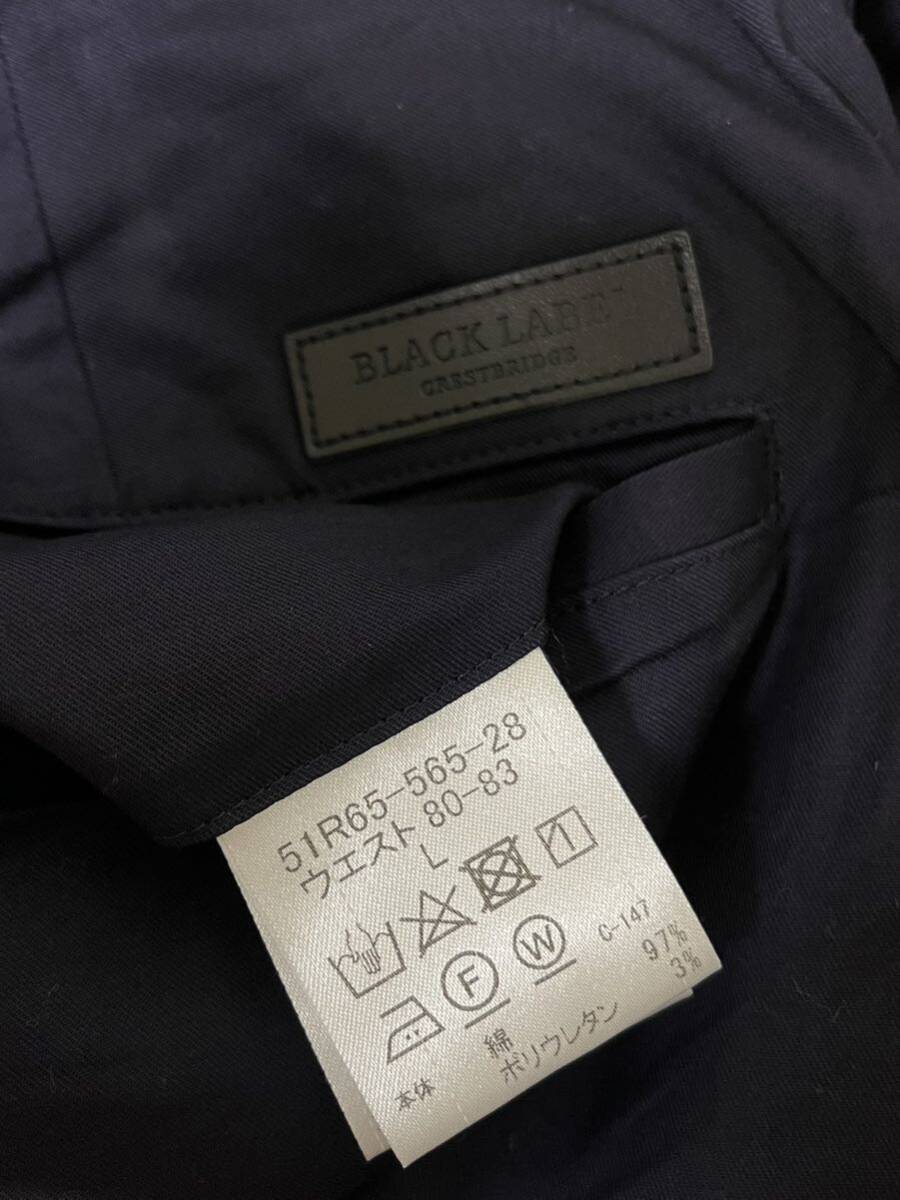 BLACK LABEL
CRESTBRIDGE
51R65-565-28
ウエスト 80-83
L
1
F W C-147
綿 97%
本体 ポリウレタン 3%